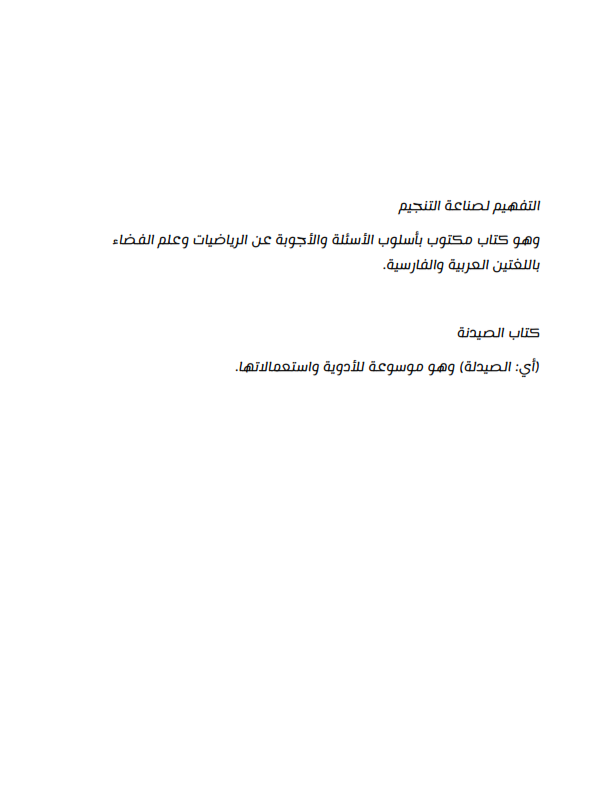 التفهيم لصناعة التنجيم
وهو كتاب مكتوب بأسلوب الأسئلة والأجوبة عن الرياضيات وعلم الفضاء
باللغتين العربية والفارسية.
كتاب الصيدنة
(أي: الصيدلة) وهو موسوعة للأدوية واستعمالاتها.